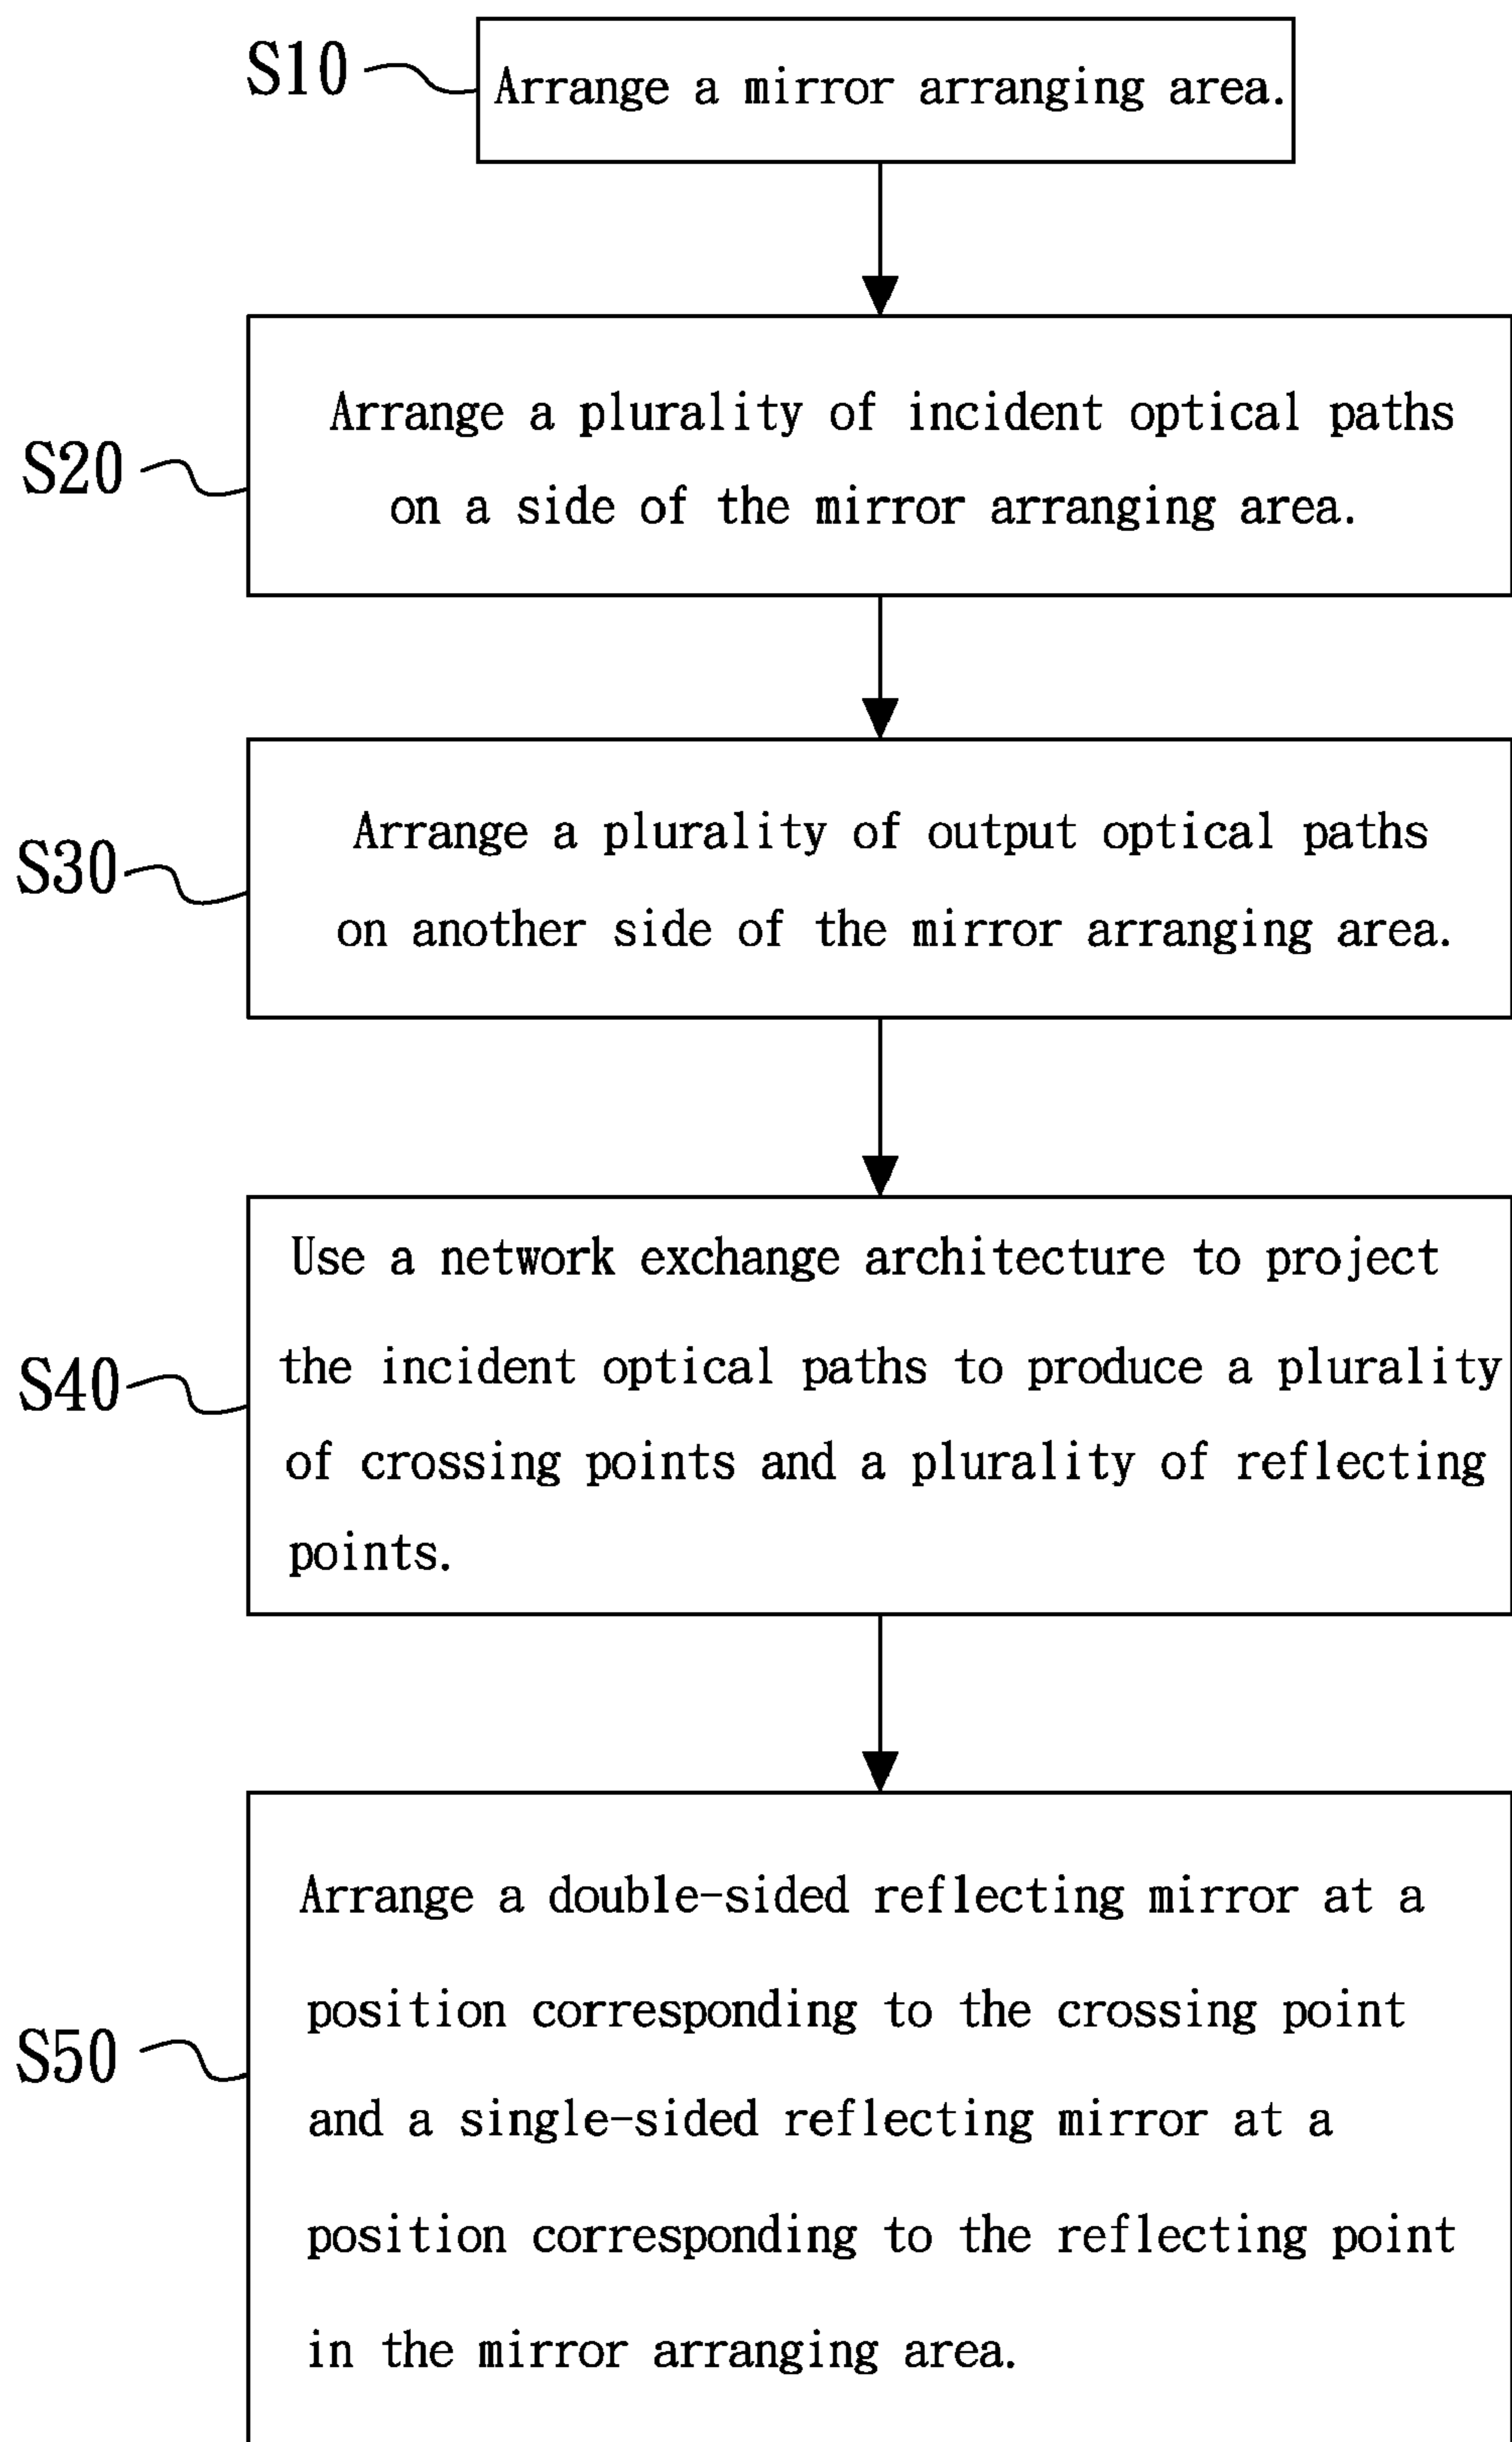 S10
Arrange a mirror arranging area.
S20
Arrange a plurality of incident optical paths
on a side of the mirror arranging area.
S30
Arrange a plurality of output optical paths
on another side of the mirror arranging area.
S40
Use a network exchange architecture to project
the incident optical paths to produce a plurality
of crossing points and a plurality of reflecting
points.
S50
Arrange a double-sided reflecting mirror at a
position corresponding to the crossing point
and a single-sided reflecting mirror at a
position corresponding to the reflecting point
in the mirror arranging area.